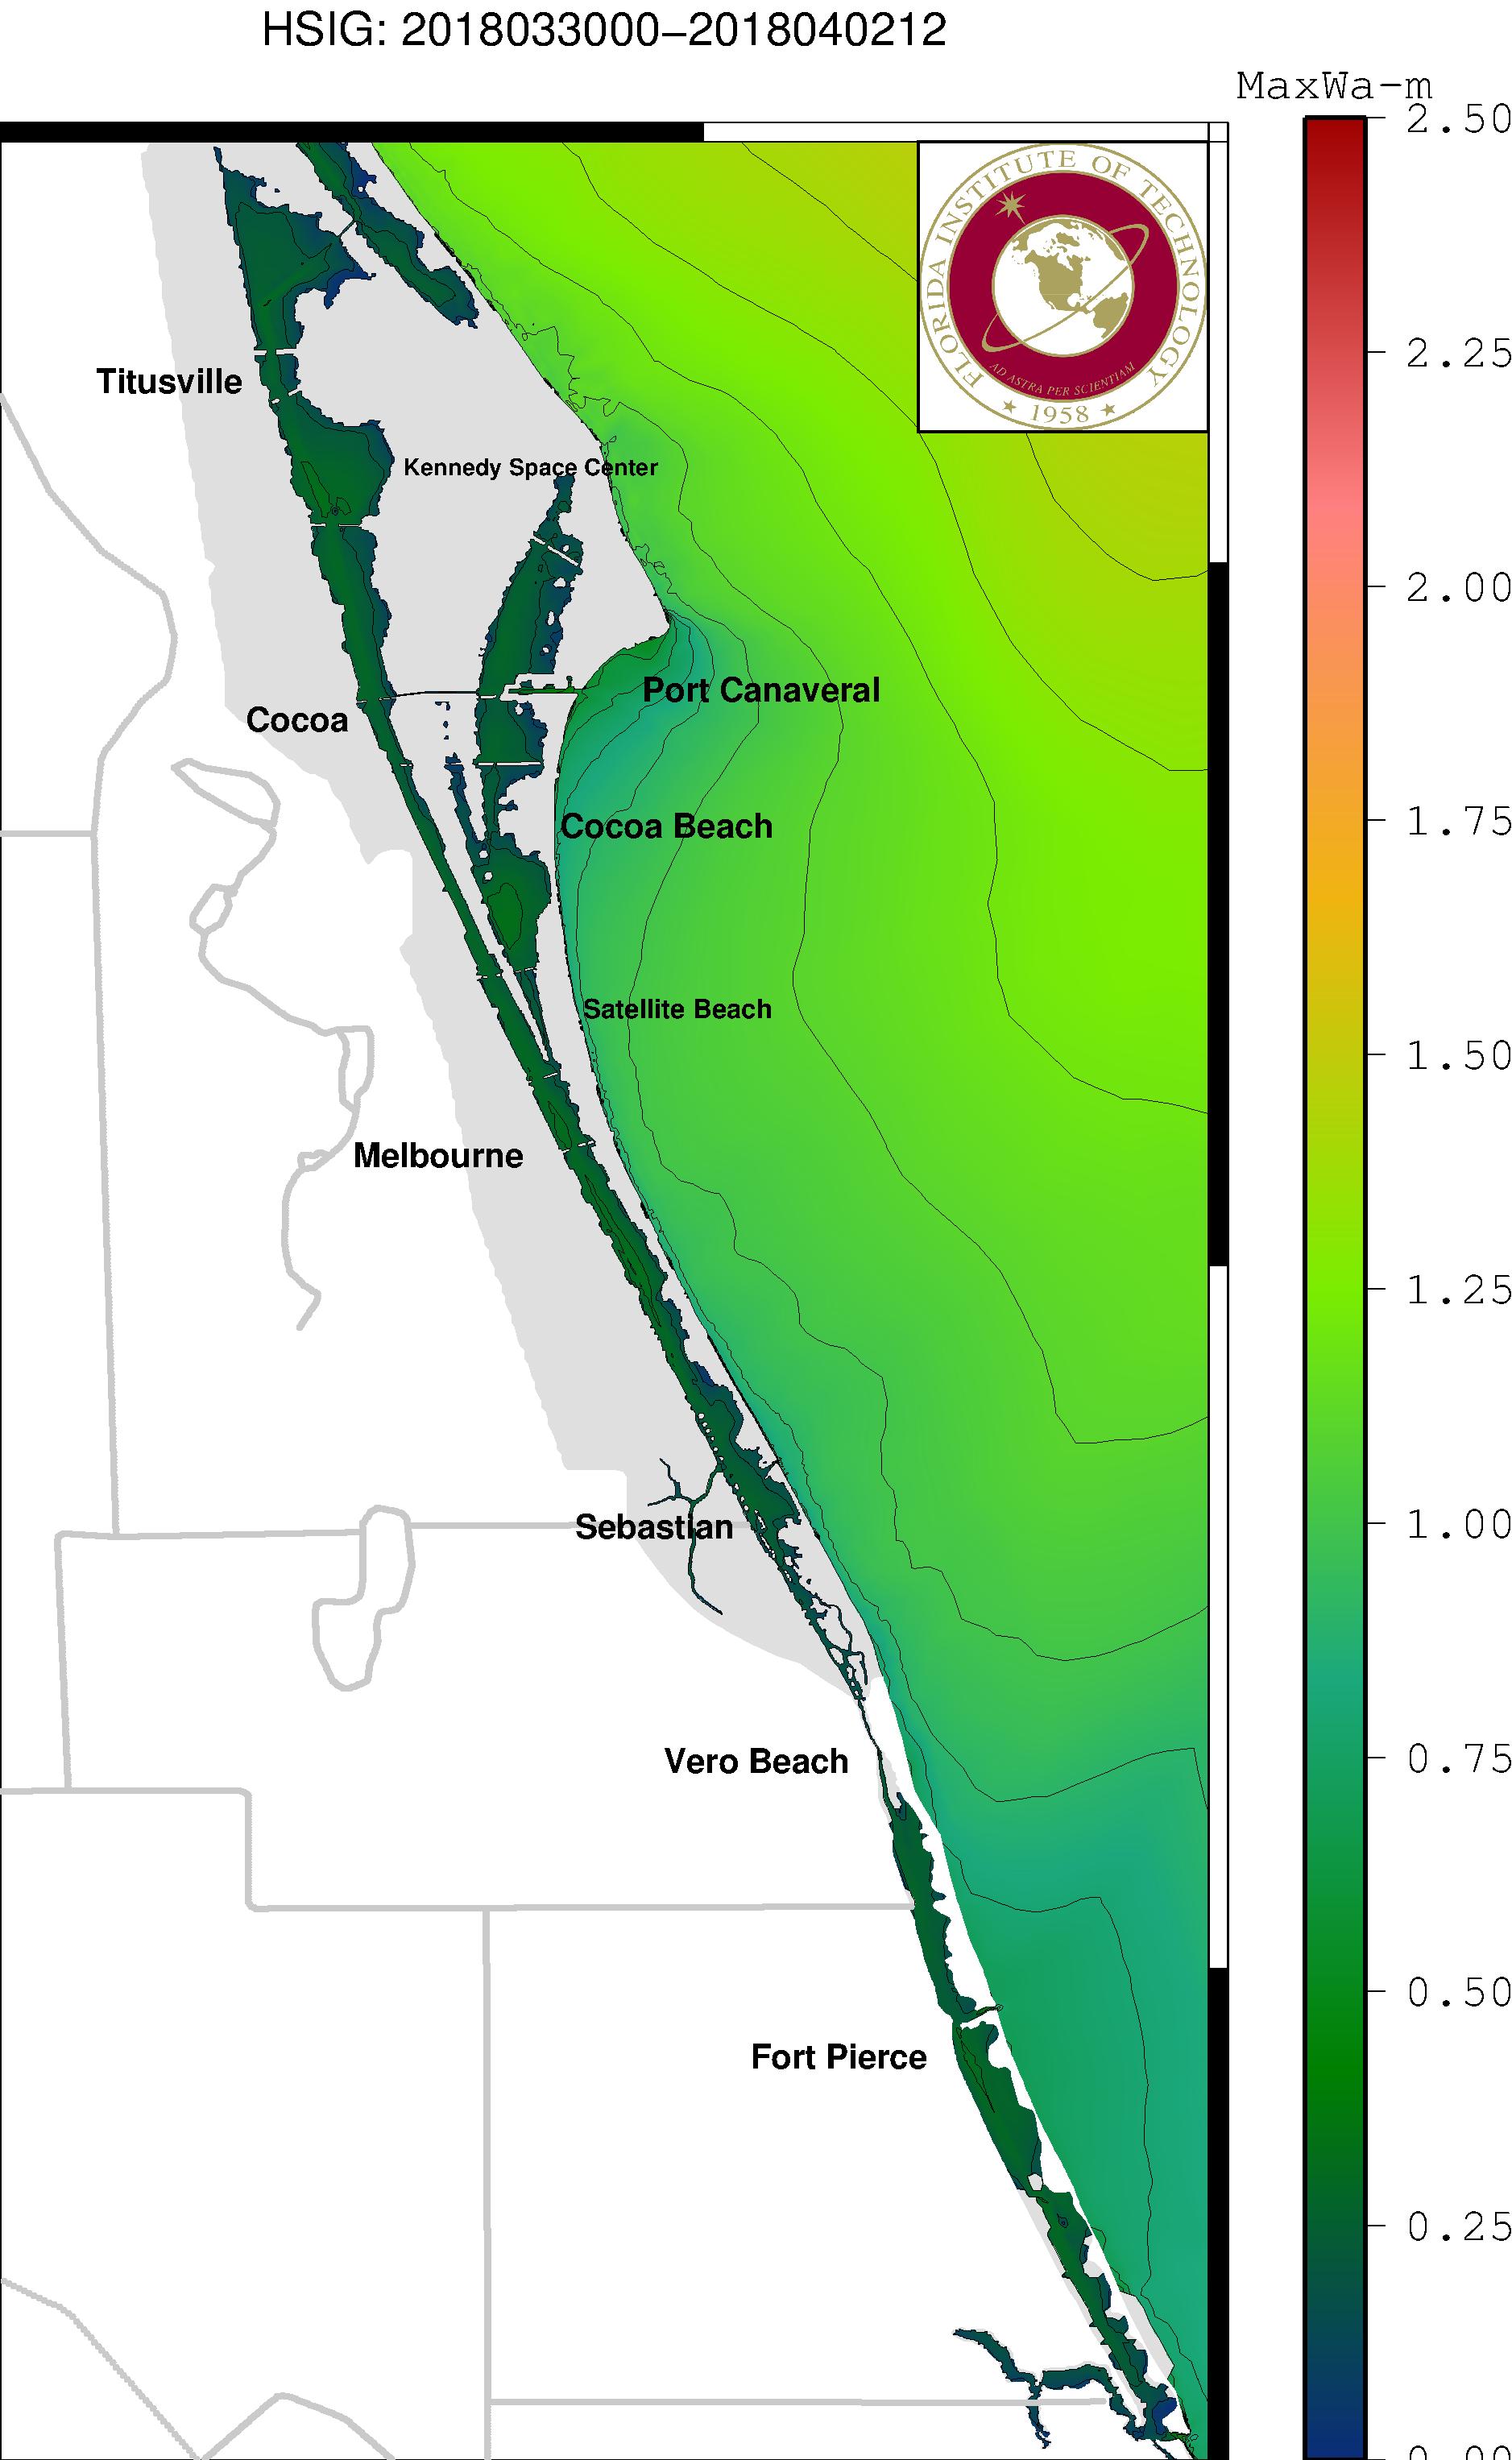 HSIG: 2018033000–2018040212
MaxWa-m
2.50
FLORIDA INSTITUTE OF TECHNOLOGY
AD ASTRA PER SCIENTIAM
★ 1958 ★
2.25
Titusville
Kennedy Space Center
2.00
Port Canaveral
Cocoa
1.75
Cocoa Beach
Satellite Beach
1.50
Melbourne
1.25
Sebastian
1.00
Vero Beach
0.75
0.50
Fort Pierce
0.25
0.00